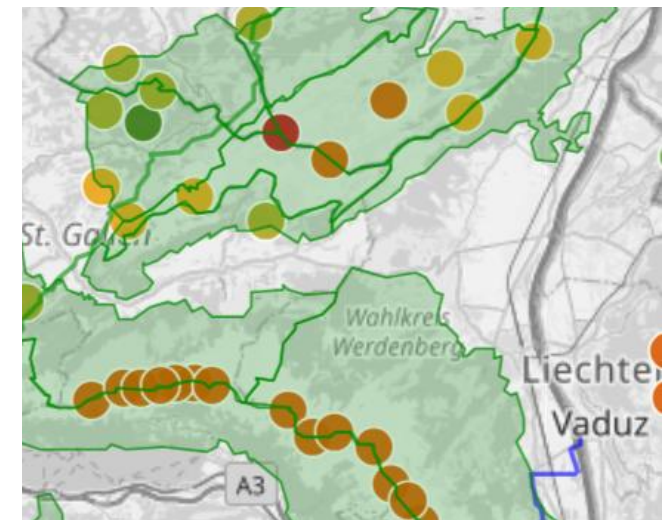 St. Gallen
Wahlkreis
Werdenberg
Liechte
Vaduz
A3